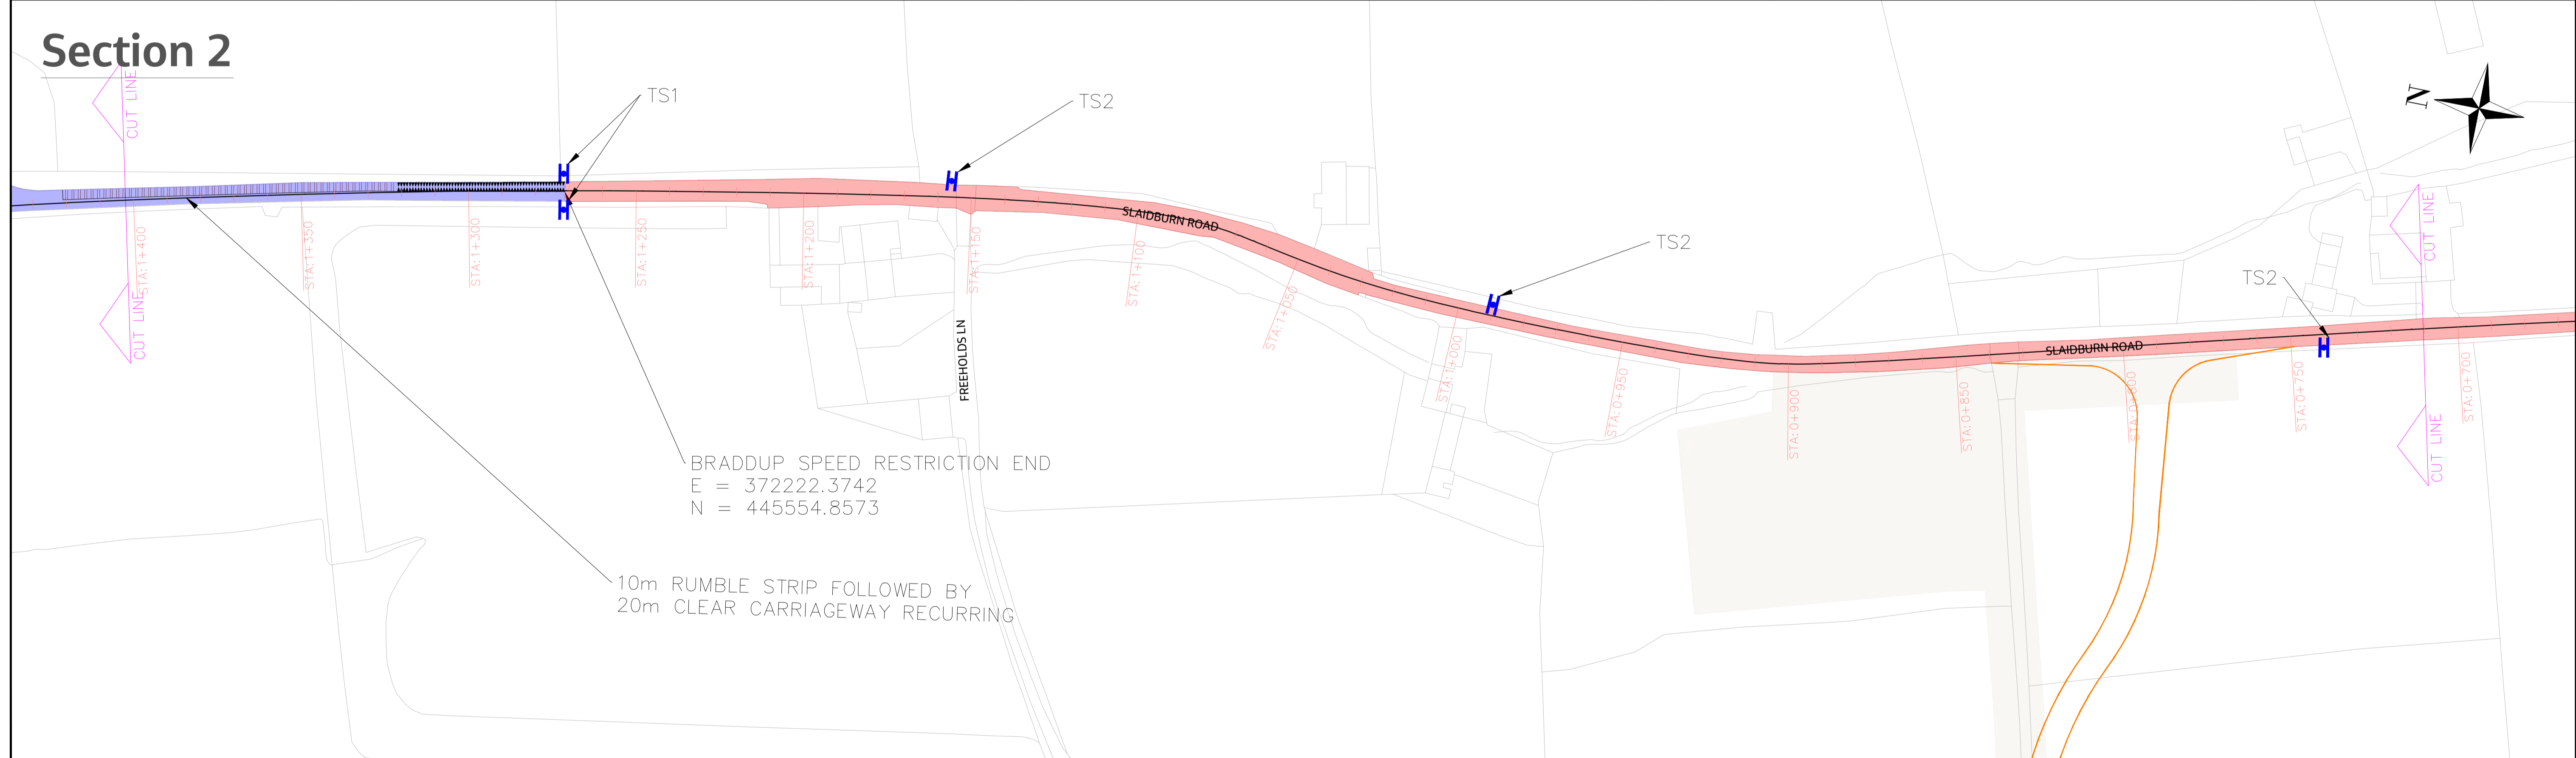 Section 2
CUT LINE
TS1
TS2
N
CUT LINE
SLAIDBURN ROAD
TS2
TS2
CUT LINE
STA:1+400
STA:1+350
STA:1+300
STA:1+250
STA:1+200
STA:1+150
STA:1+100
STA:1+050
STA:1+000
STA:0+950
STA:0+900
STA:0+850
STA:0+800
STA:0+750
STA:0+700
SLAIDBURN ROAD
FREEHOLDS LN
CUT LINE
BRADDUP SPEED RESTRICTION END
E = 372222.3742
N = 445554.8573
10m RUMBLE STRIP FOLLOWED BY
20m CLEAR CARRIAGEWAY RECURRING